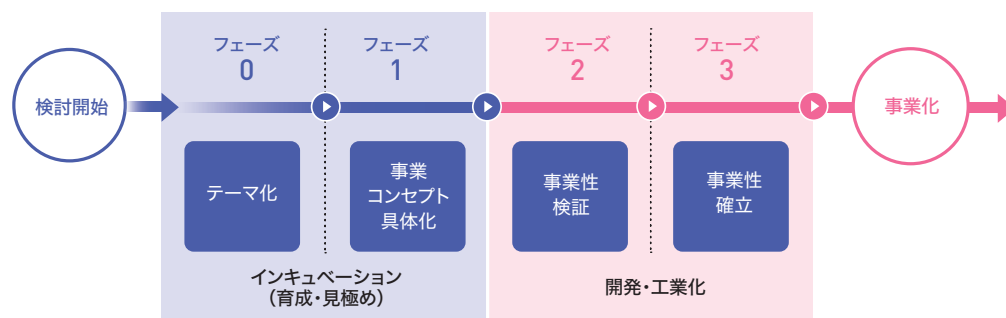 検討開始
フェーズ
0
フェーズ
1
フェーズ
2
フェーズ
3
事業化
テーマ化
事業
コンセプト
具体化
事業性
検証
事業性
確立
インキュベーション
(育成・見極め)
開発・工業化